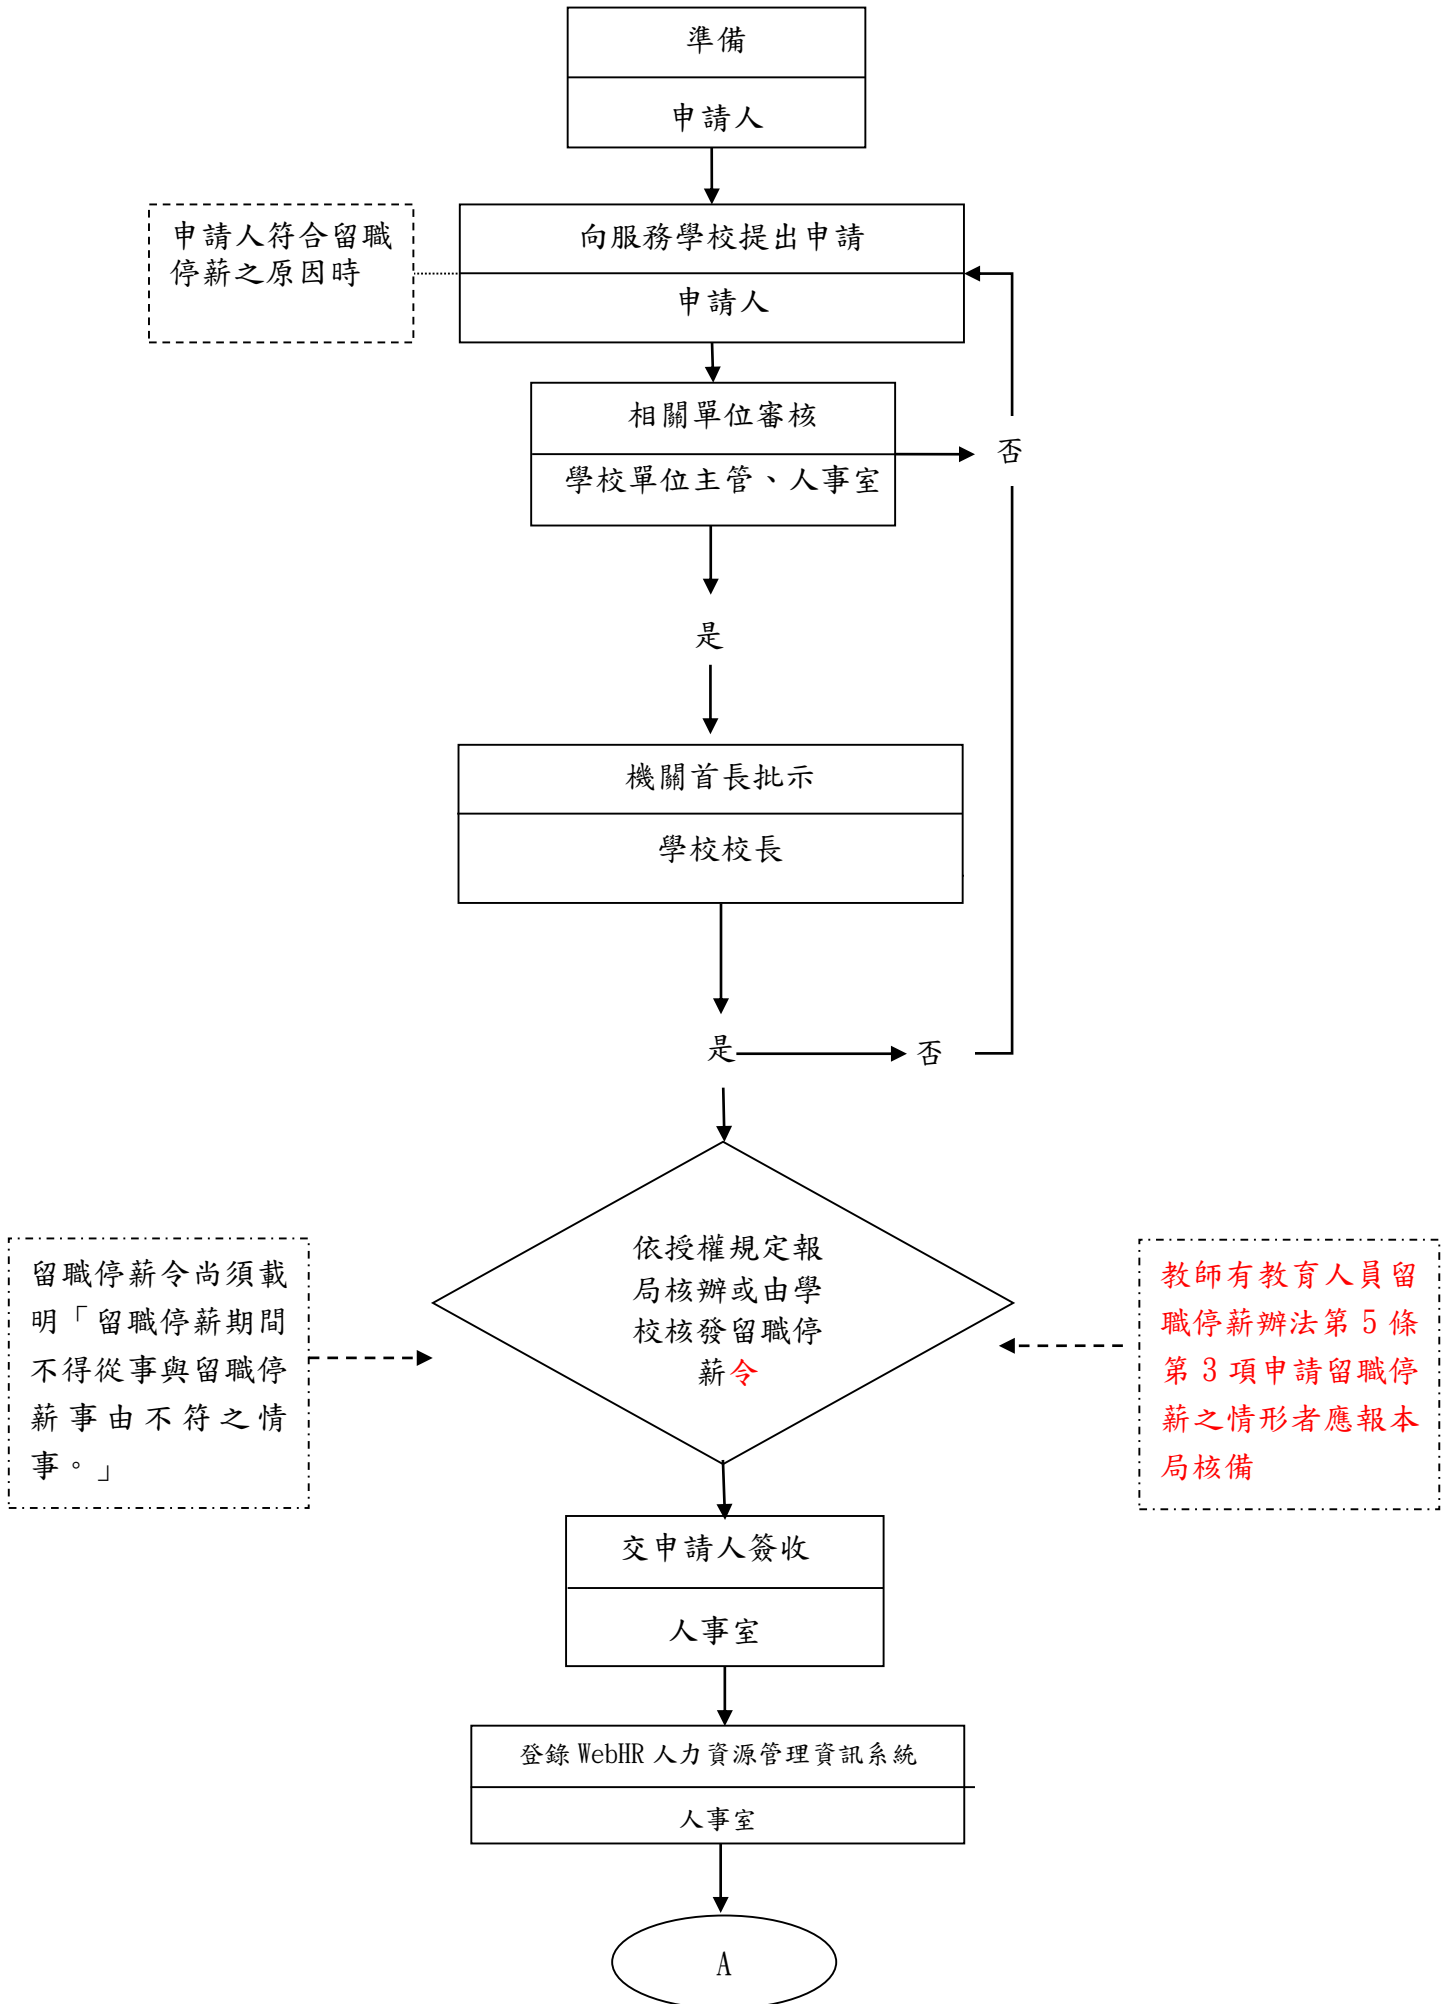 準備
申請人
申請人符合留職
停薪之原因時
向服務學校提出申請
申請人
相關單位審核
學校單位主管、人事室
否
是
機關首長批示
學校校長
是
否
依授權規定報
局核辦或由學
校核發留職停
薪令
留職停薪令尚須載
明「留職停薪期間
不得從事與留職停
薪事由不符之情
事。」
教師有教育人員留
職停薪辦法第 5 條
第 3 項申請留職停
薪之情形者應報本
局核備
交申請人簽收
人事室
登錄 WebHR 人力資源管理資訊系統
人事室
A